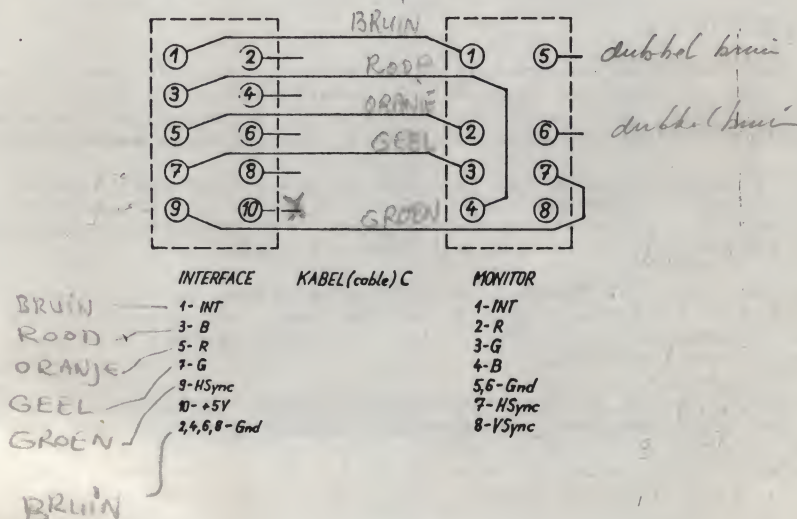 BRUIN
1 2 1 5 dubbel bruin
ROOD
3 4
ORANJE
5 6 2 6 dubbel bruin
GEEL
7 8 3 7
9 10 GROEN 4 8
INTERFACE KABEL (cable) C MONITOR
BRUIN 1- INT 1-INT
ROOD 3- B 2-R
ORANJE 5- R 3-G
7- G 4-B
GEEL 9-HSync 5,6-Gnd
10- +5V 7-HSync
GROEN 2,4,6,8-Gnd 8-VSync
BRUIN